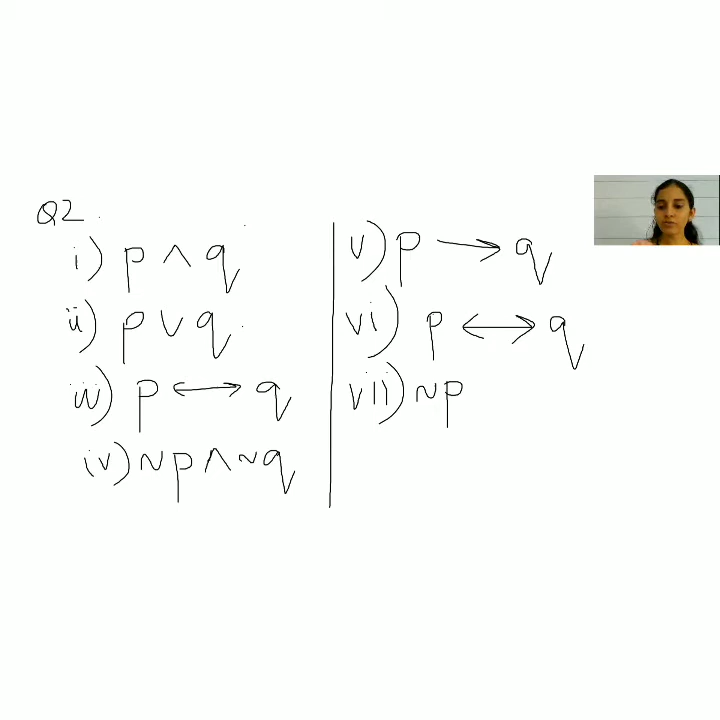 Q2.
i) p ∧ q
ii) p ∨ q
iii) p ⟷ q
iv) ~p ∧ ~q
v) p ⟶ q
vi) p ⟷ q
vii) ~p